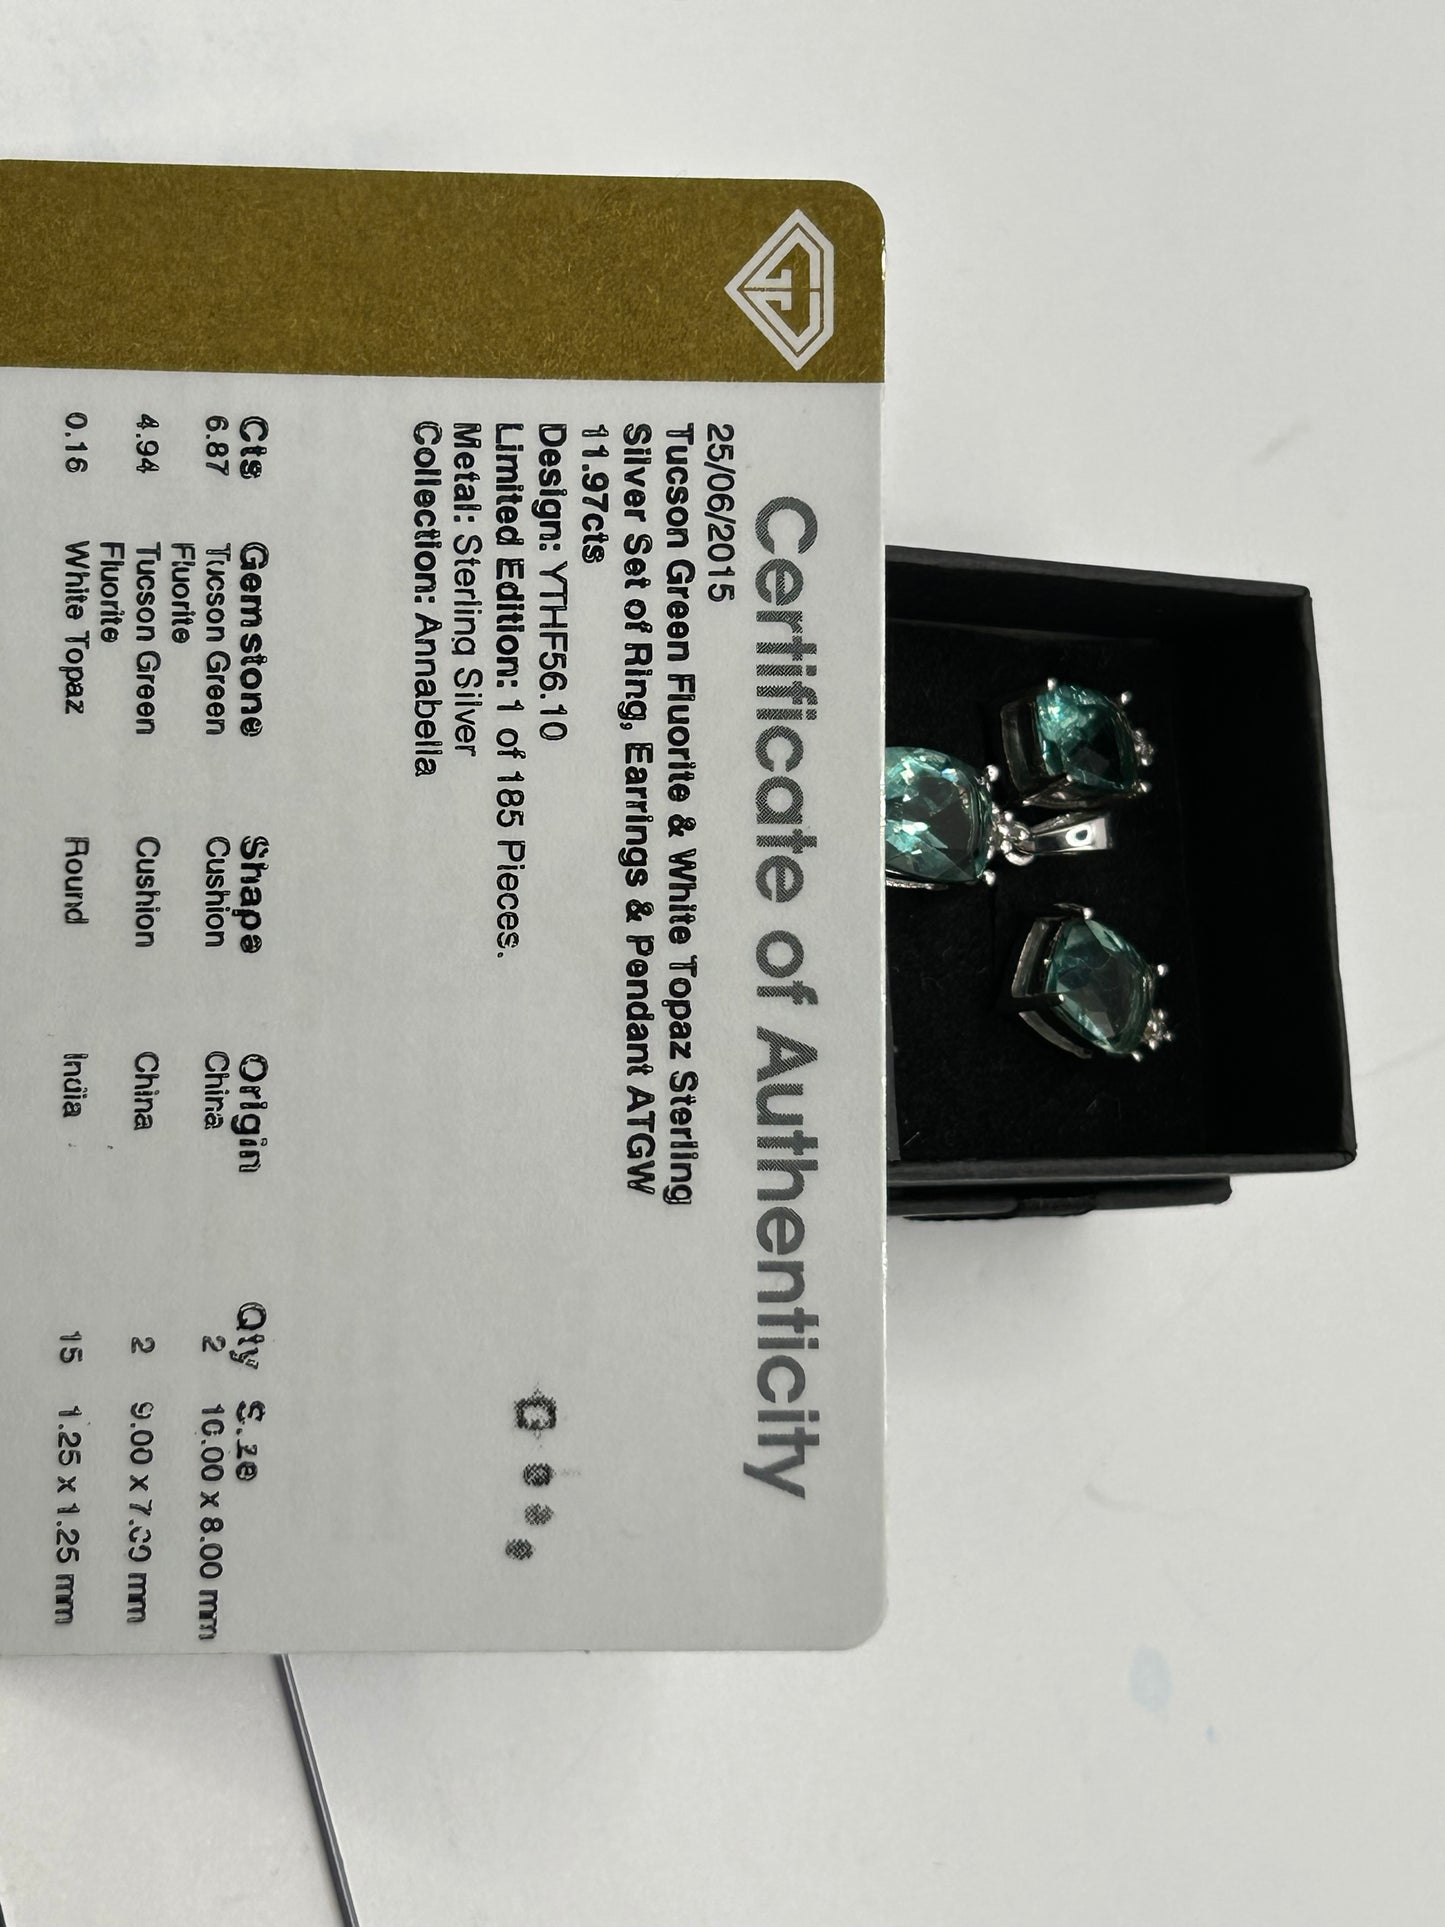 Certificate of Authenticity
25/06/2015
Tucson Green Fluorite & White Topaz Sterling
Silver Set of Ring, Earrings & Pendant ATGW
11.97cts
Design: YTHF56.10
Limited Edition: 1 of 185 Pieces.
Metal: Sterling Silver
Collection: Annabella
Cts Gemstone Shape Origin Qty Size
6.87 Tucson Green Cushion China 2 10.00 x 8.00 mm
Fluorite
4.94 Tucson Green Cushion China 2 9.00 x 7.00 mm
Fluorite
0.16 White Topaz Round India 15 1.25 x 1.25 mm